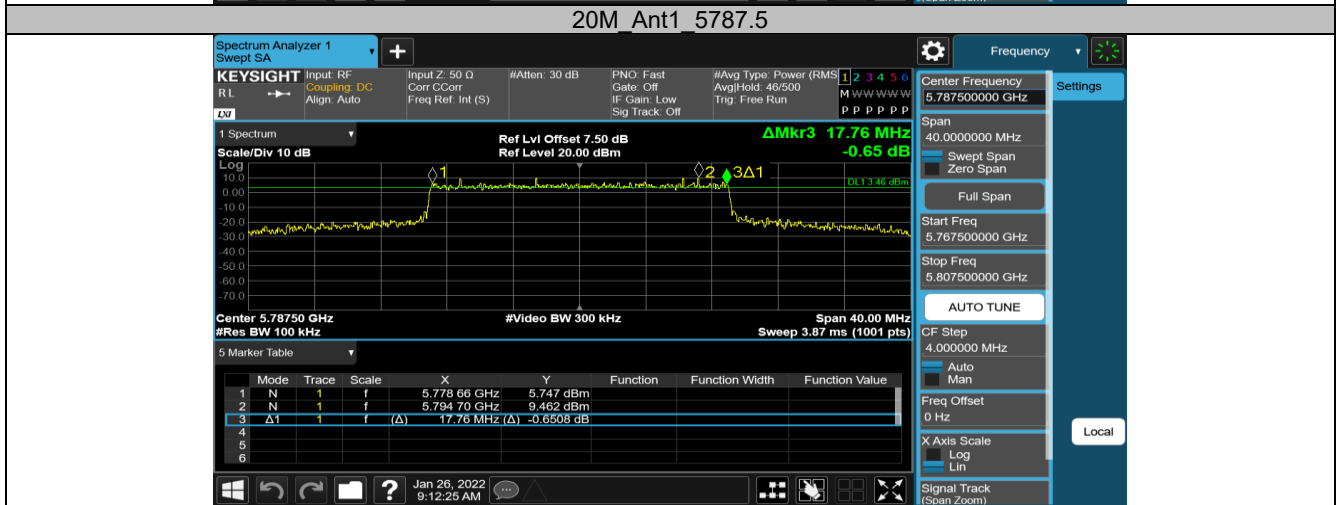 (Span Zoom)
20M_Ant1_5787.5
Spectrum Analyzer 1
Swept SA
+
Frequency
KEYSIGHT
RL
LXI
Input: RF
Coupling: DC
Align: Auto
Input Z: 50 Ω
Corr CCorr
Freq Ref: Int (S)
#Atten: 30 dB
PNO: Fast
Gate: Off
IF Gain: Low
Sig Track: Off
#Avg Type: Power (RMS
Avg|Hold: 46/500
Trig: Free Run
1 2 3 4 5 6
M W W W W W
P P P P P P
1 Spectrum
Scale/Div 10 dB
Log
Ref Lvl Offset 7.50 dB
Ref Level 20.00 dBm
ΔMkr3 17.76 MHz
-0.65 dB
10.0
0.00
-10.0
-20.0
-30.0
-40.0
-50.0
-60.0
-70.0
1
2
3Δ1
DL1 3.46 dBm
Center 5.78750 GHz
#Res BW 100 kHz
#Video BW 300 kHz
Span 40.00 MHz
Sweep 3.87 ms (1001 pts)
5 Marker Table
Mode Trace Scale X Y Function Function Width Function Value
1 N 1 f 5.778 66 GHz 5.747 dBm
2 N 1 f 5.794 70 GHz 9.462 dBm
3 Δ1 1 f (Δ) 17.76 MHz (Δ) -0.6508 dB
4
5
6
Center Frequency
5.787500000 GHz
Settings
Span
40.0000000 MHz
Swept Span
Zero Span
Full Span
Start Freq
5.767500000 GHz
Stop Freq
5.807500000 GHz
AUTO TUNE
CF Step
4.000000 MHz
Auto
Man
Freq Offset
0 Hz
X Axis Scale
Log
Lin
Local
Signal Track
(Span Zoom)
?
Jan 26, 2022
9:12:25 AM